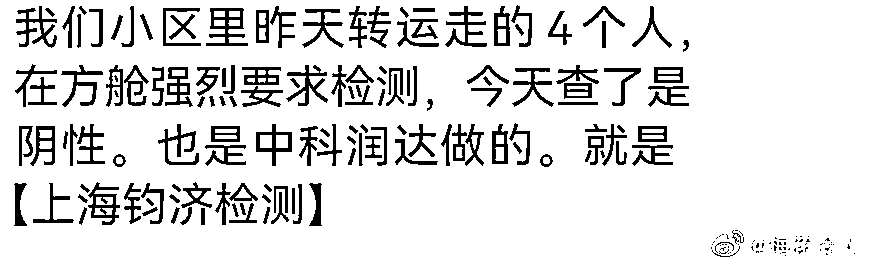 我们小区里昨天转运走的4个人,
在方舱强烈要求检测，今天查了是
阴性。也是中科润达做的。就是
【上海钧济检测】